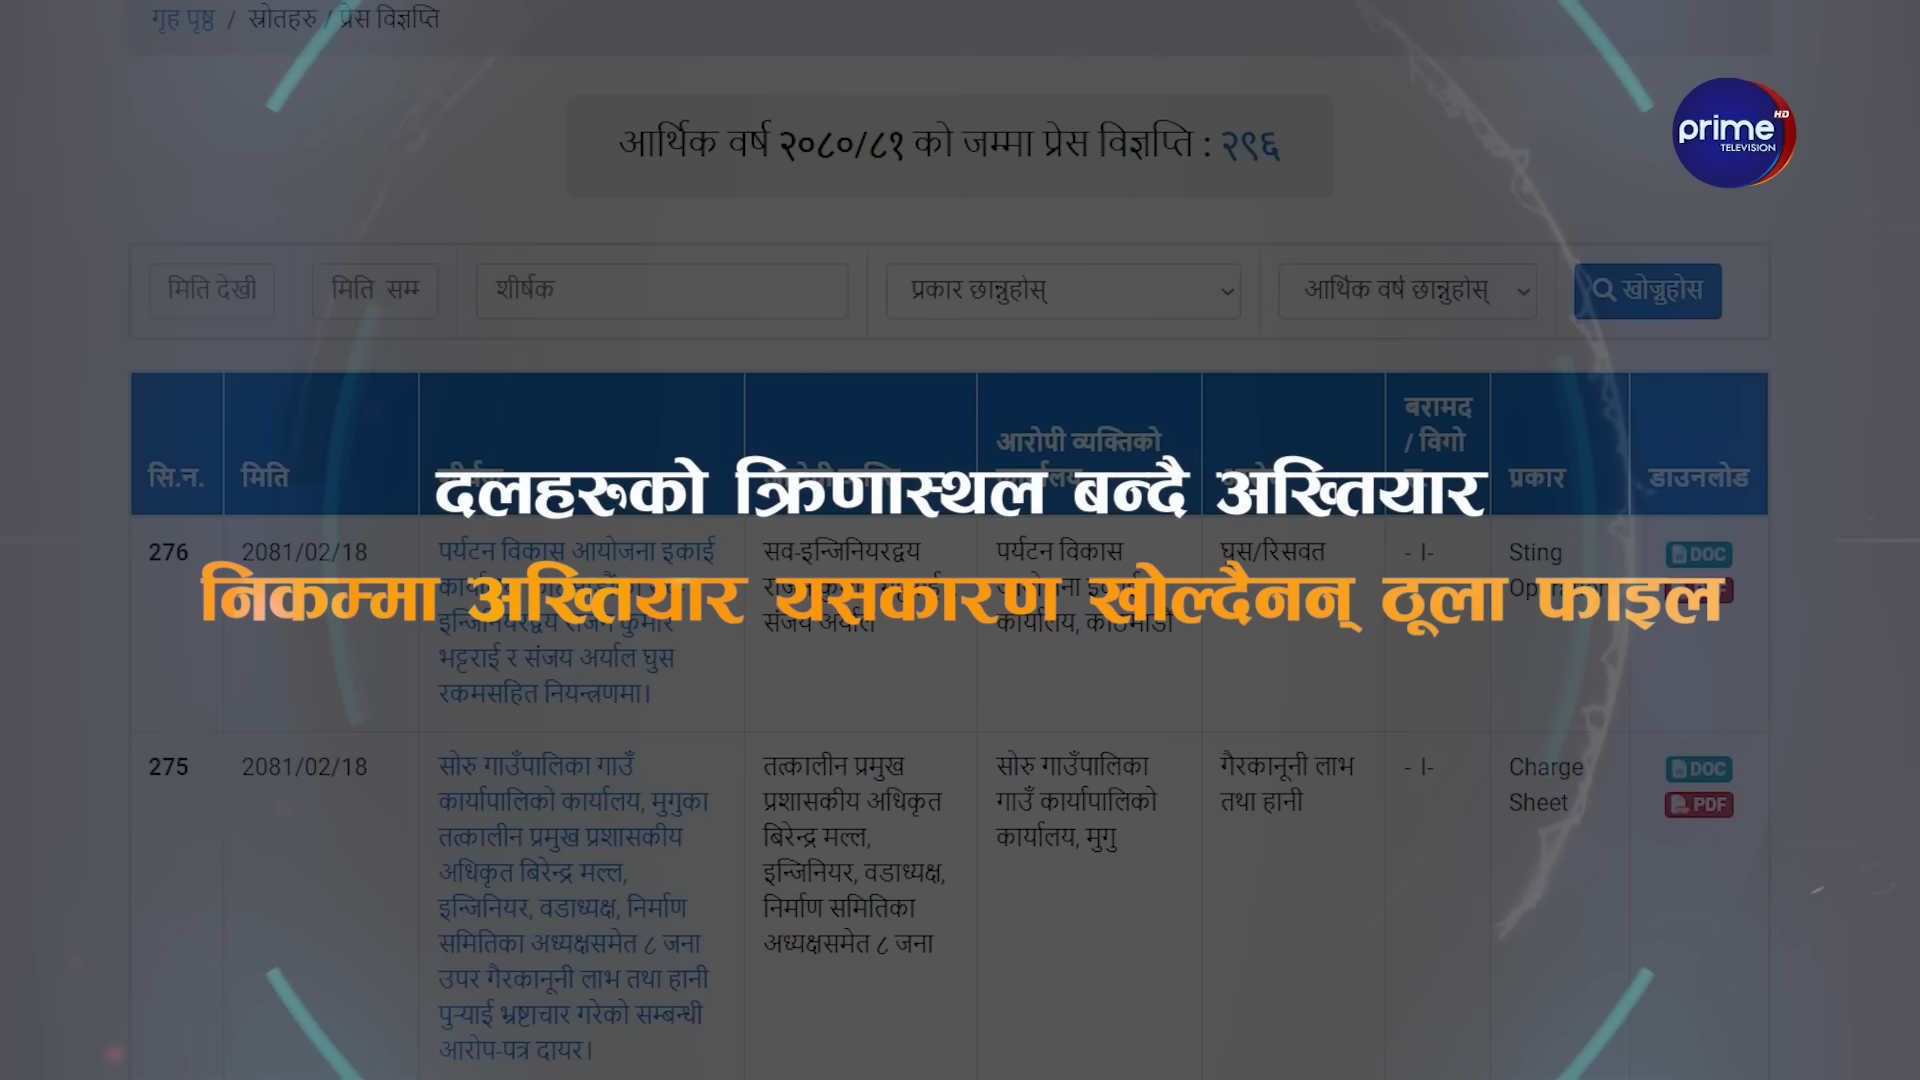 गृह पृष्ठ / स्रोतहरु / प्रेस विज्ञप्ति
prime HD
TELEVISION
आर्थिक वर्ष २०८०/८१ को जम्मा प्रेस विज्ञप्ति : २९६
मिति देखी मिति सम्म शीर्षक प्रकार छान्नुहोस् आर्थिक वर्ष छान्नुहोस् खोज्नुहोस
सि.न. मिति आरोपी व्यक्तिको बरामद / विगो प्रकार डाउनलोड
दलहरुको क्रिणास्थल बन्दै अख्तियार
निकम्मा अख्तियार यसकारण खोल्दैनन् ठूला फाइल
276 2081/02/18 पर्यटन विकास आयोजना इकाई सव-इन्जिनियरद्वय पर्यटन विकास घुस/रिसवत - |- Sting DOC
इन्जिनियरद्वय राजन कुमार संजय अर्याल कार्यालय, काठमाडौं
भट्टराई र संजय अर्याल घुस
रकमसहित नियन्त्रणमा।
275 2081/02/18 सोरु गाउँपालिका गाउँ तत्कालीन प्रमुख सोरु गाउँपालिका गैरकानूनी लाभ - |- Charge DOC
कार्यापालिको कार्यालय, मुगुका प्रशासकीय अधिकृत गाउँ कार्यापालिको तथा हानी Sheet PDF
तत्कालीन प्रमुख प्रशासकीय बिरेन्द्र मल्ल, कार्यालय, मुगु
अधिकृत बिरेन्द्र मल्ल, इन्जिनियर, वडाध्यक्ष,
इन्जिनियर, वडाध्यक्ष, निर्माण निर्माण समितिका
समितिका अध्यक्षसमेत ८ जना अध्यक्षसमेत ८ जना
उपर गैरकानूनी लाभ तथा हानी
पुर्‍याई भ्रष्टाचार गरेको सम्बन्धी
आरोप-पत्र दायर।